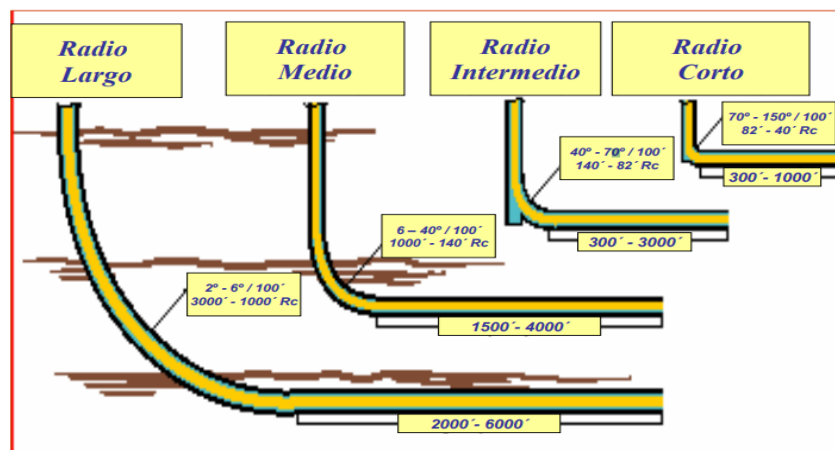 Radio
Largo
Radio
Medio
Radio
Intermedio
Radio
Corto
70º - 150º / 100´
82´ - 40´ Rc
40º - 70º / 100´
140´ - 82´ Rc
300´ - 1000´
6 – 40º / 100´
1000´ - 140´ Rc
300´ - 3000´
2º - 6º / 100´
3000´ - 1000´ Rc
1500´ - 4000´
2000´ - 6000´